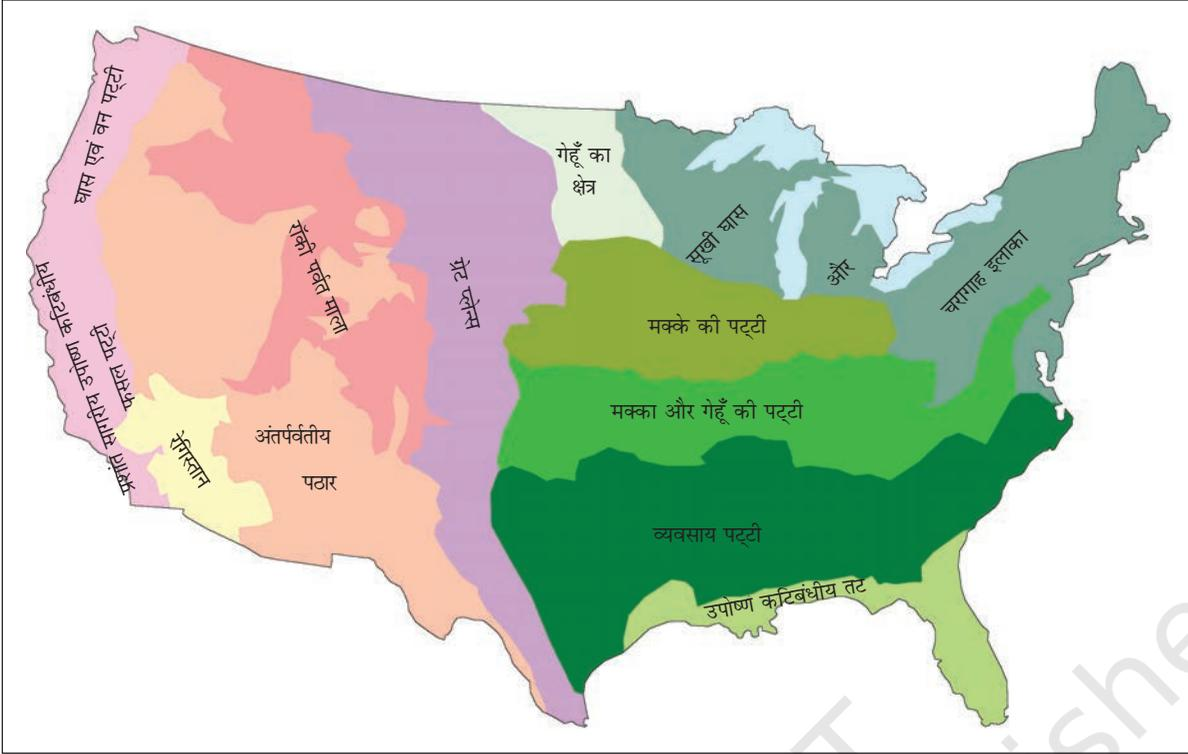 घास एवं वन पट्टी
गेहूँ का
क्षेत्र
सूखी घास
और
चरागाह इलाका
रॉकी पर्वत माला
ग्रेट प्लेन्स
प्रशांत सागरीय उपोष्ण कटिबंधीय
फसल पट्टी
मक्के की पट्टी
मक्का और गेहूँ की पट्टी
रेगिस्तान
अंतर्पर्वतीय
पठार
व्यवसाय पट्टी
उपोष्ण कटिबंधीय तट